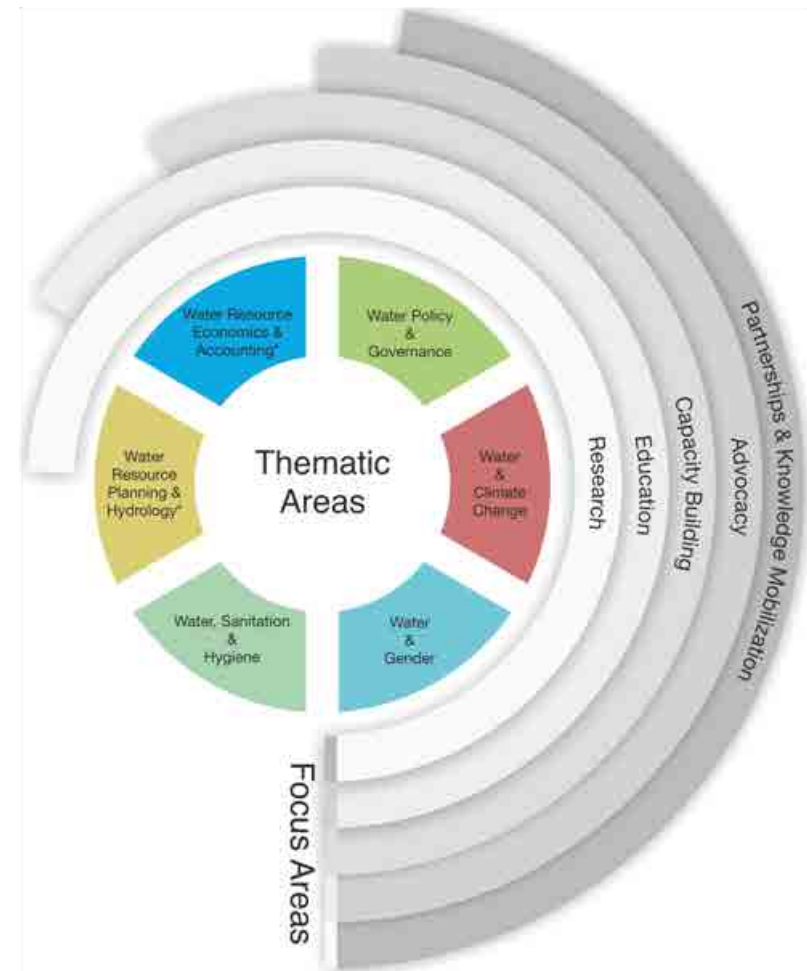 Water Resource
Economics &
Accounting*
Water Policy
&
Governance
Water
Resource
Planning &
Hydrology*
Thematic
Areas
Water
&
Climate
Change
Water, Sanitation
&
Hygiene
Water
&
Gender
Research
Education
Capacity Building
Advocacy
Partnerships & Knowledge Mobilization
Focus Areas